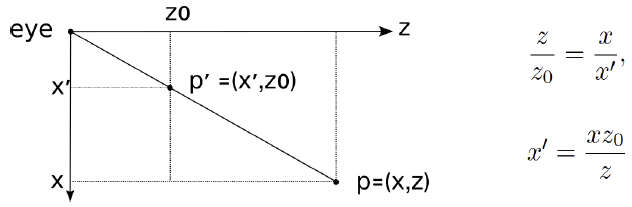 eye
z0
z
x'
p' =(x',z0)
x
p=(x,z)
z/z₀ = x/x′,
x′ = xz₀/z